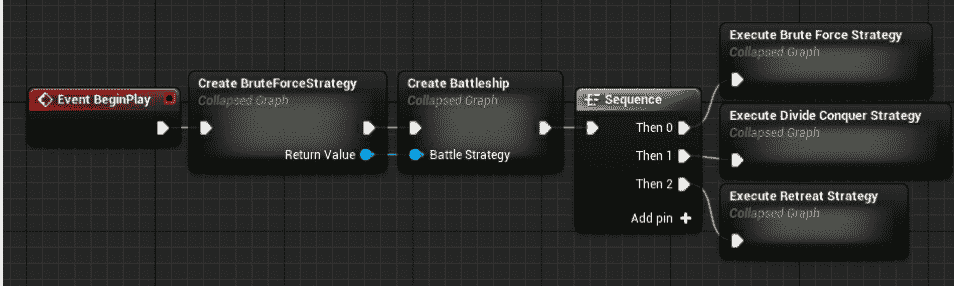 Event BeginPlay
Create BruteForceStrategy
Collapsed Graph
Return Value
Create Battleship
Collapsed Graph
Battle Strategy
Sequence
Then 0
Then 1
Then 2
Add pin
Execute Brute Force Strategy
Collapsed Graph
Execute Divide Conquer Strategy
Collapsed Graph
Execute Retreat Strategy
Collapsed Graph